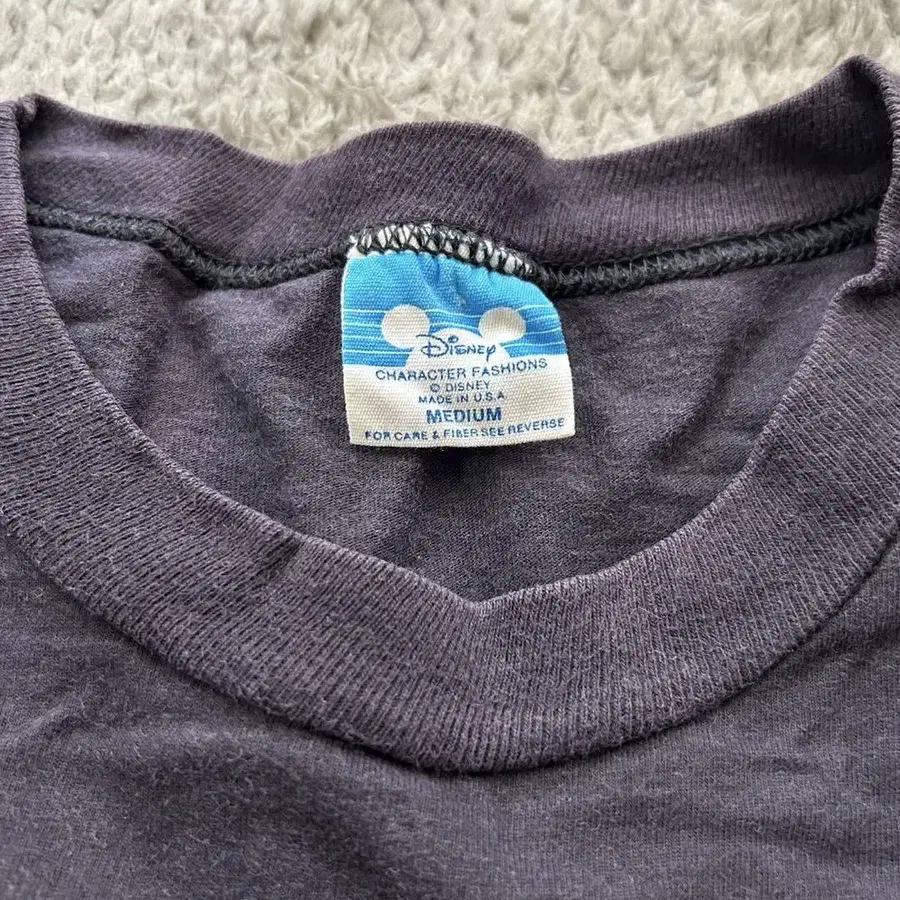 Disney
CHARACTER FASHIONS
© DISNEY
MADE IN U.S.A
MEDIUM
FOR CARE & FIBER SEE REVERSE